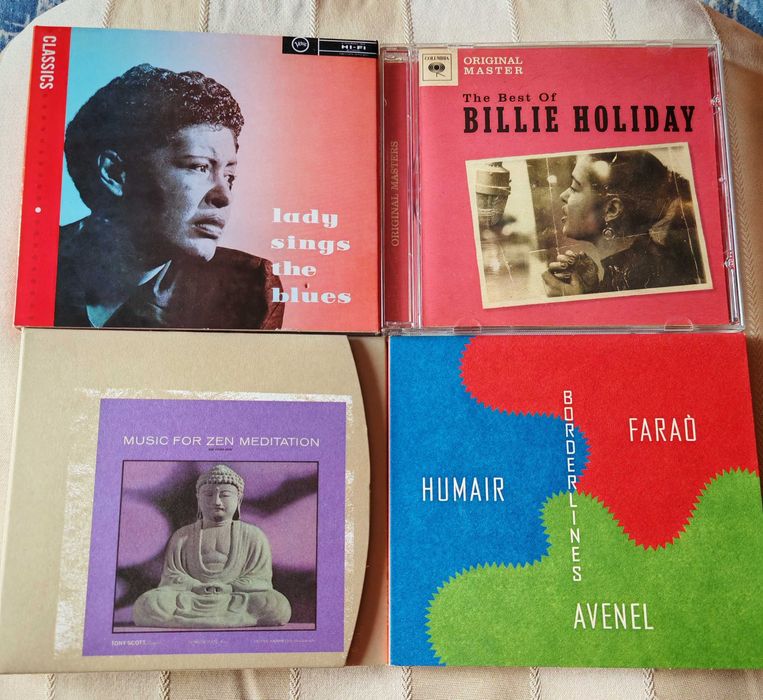 CLASSICS
Verve
HI-FI
lady
sings
the
blues
ORIGINAL MASTERS
COLUMBIA
ORIGINAL
MASTER
The Best Of
BILLIE HOLIDAY
MUSIC FOR ZEN MEDITATION
TONY SCOTT
BORDERLINES
FARAÒ
HUMAIR
AVENEL